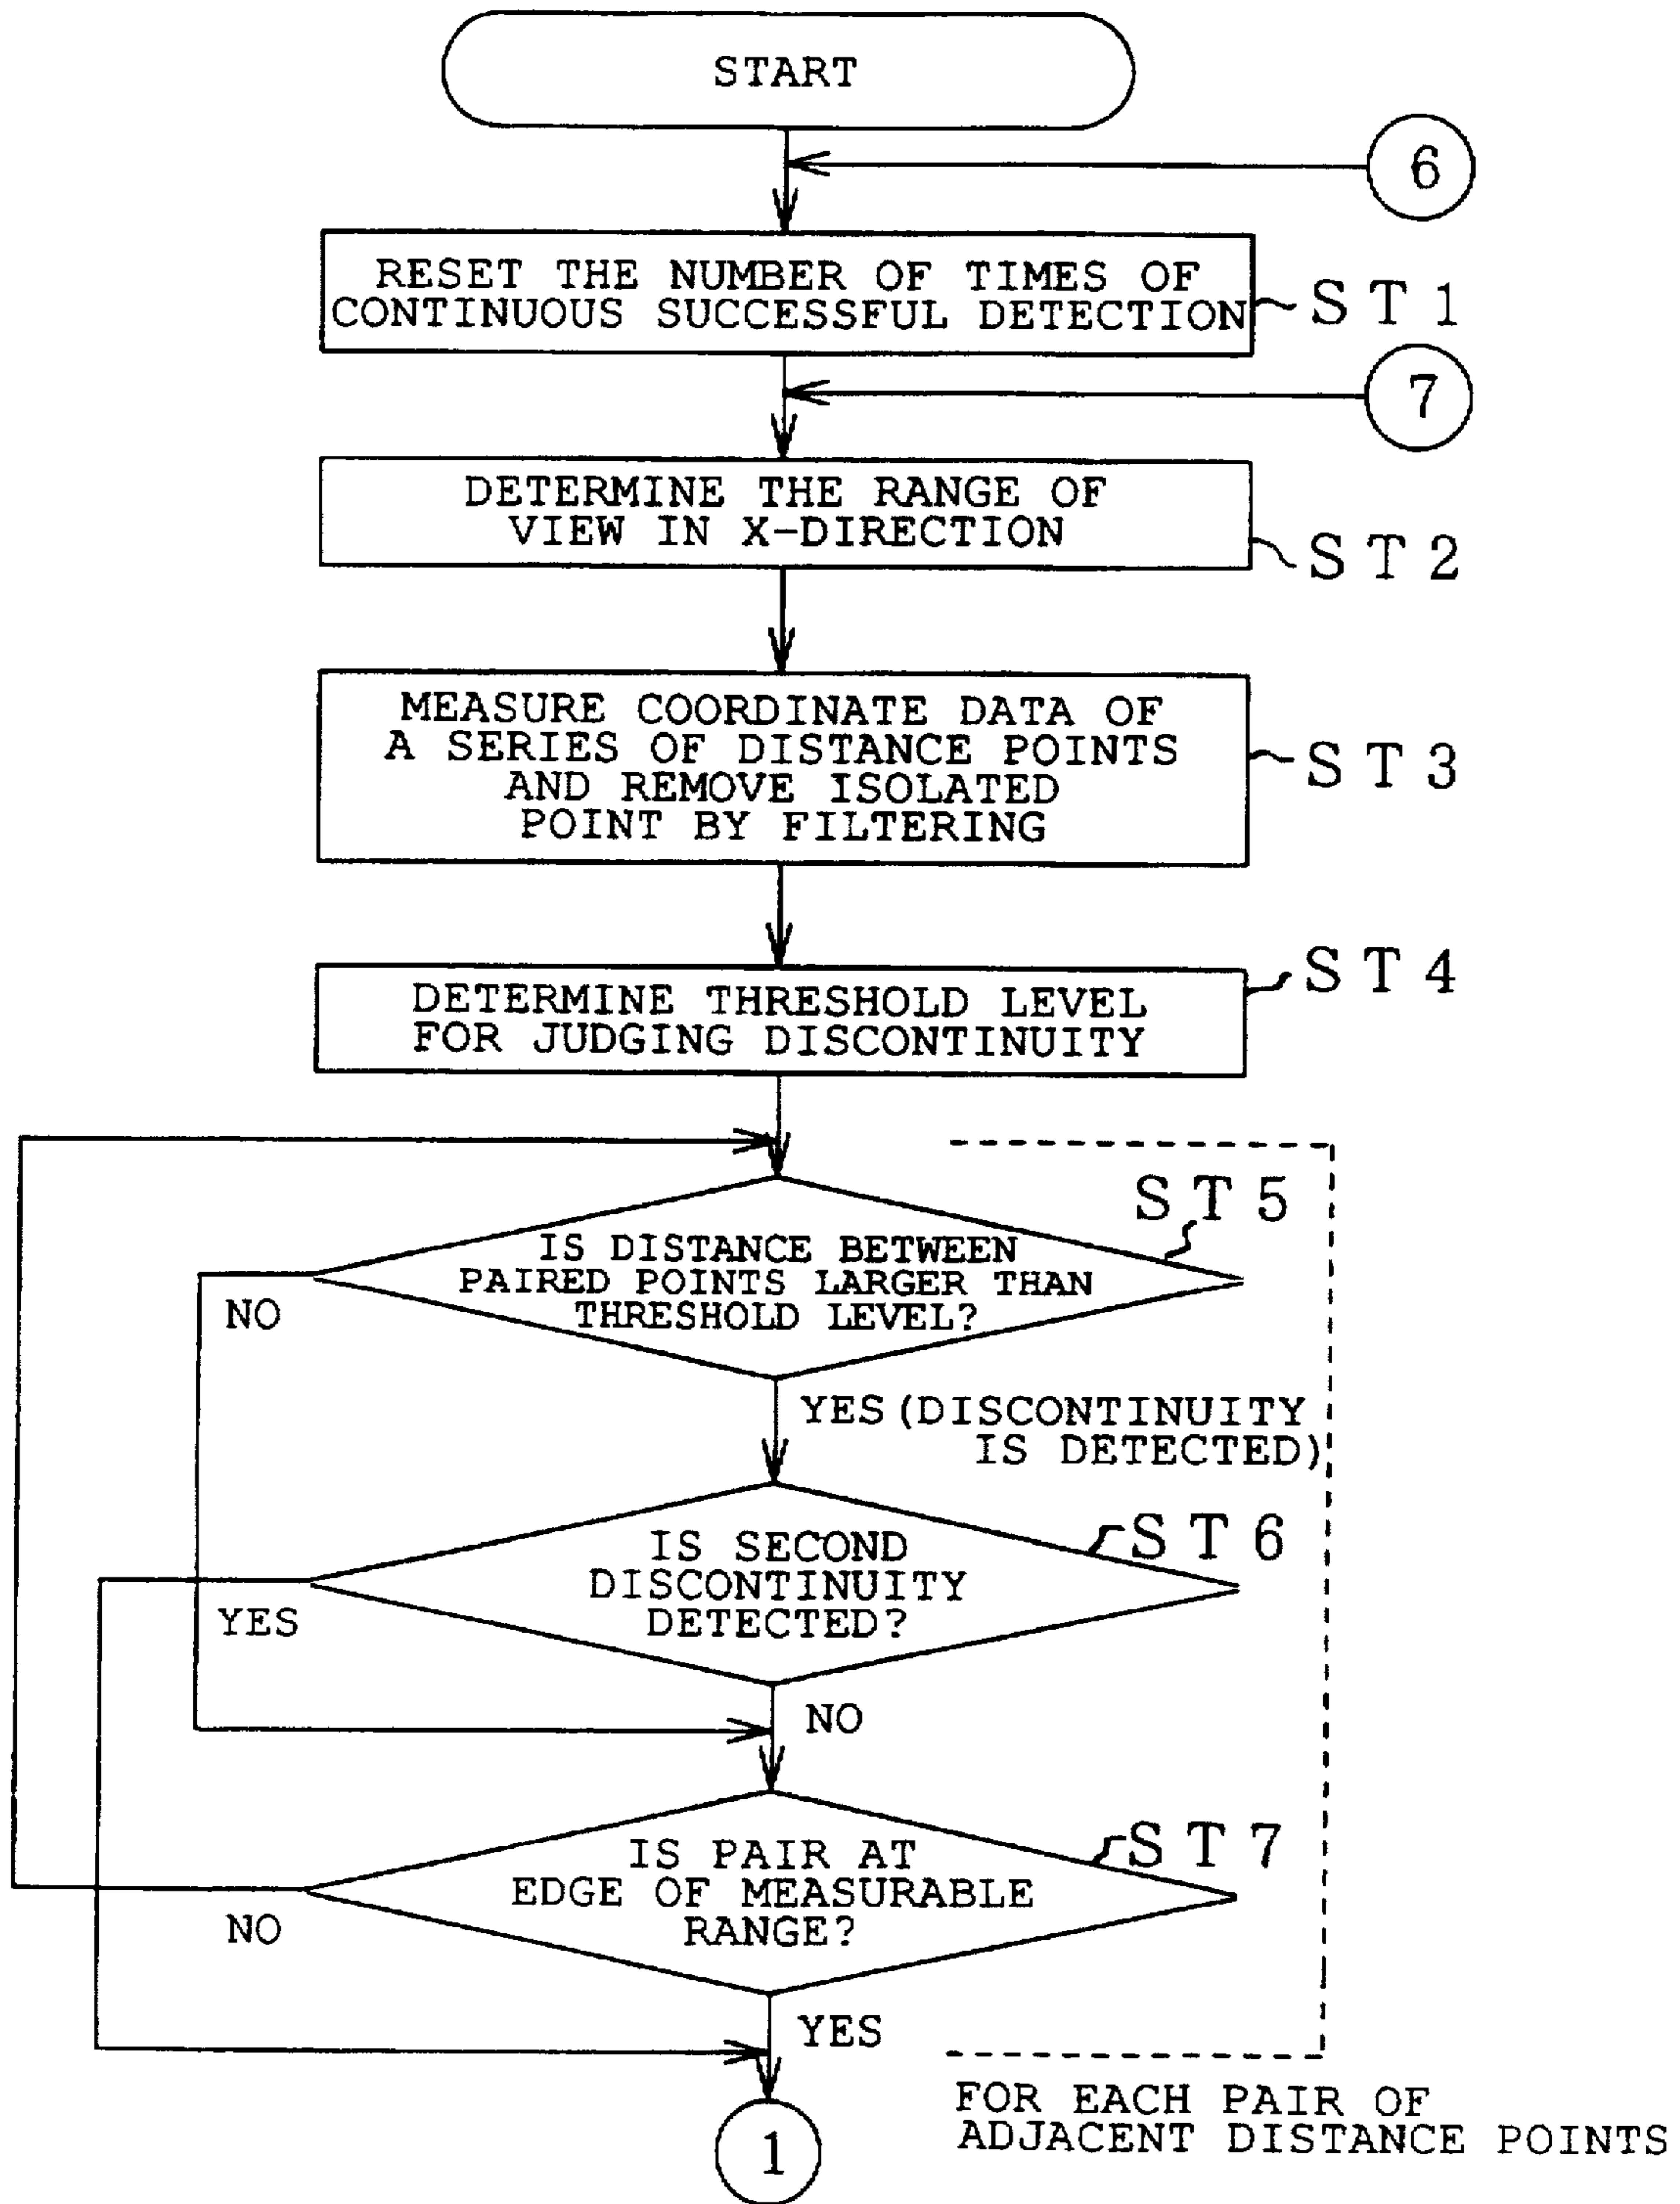 START
6
RESET THE NUMBER OF TIMES OF
CONTINUOUS SUCCESSFUL DETECTION
ST1
7
DETERMINE THE RANGE OF
VIEW IN X-DIRECTION
ST2
MEASURE COORDINATE DATA OF
A SERIES OF DISTANCE POINTS
AND REMOVE ISOLATED
POINT BY FILTERING
ST3
DETERMINE THRESHOLD LEVEL
FOR JUDGING DISCONTINUITY
ST4
ST5
IS DISTANCE BETWEEN
PAIRED POINTS LARGER THAN
THRESHOLD LEVEL?
NO
YES (DISCONTINUITY
IS DETECTED)
ST6
IS SECOND
DISCONTINUITY
DETECTED?
YES
NO
ST7
IS PAIR AT
EDGE OF MEASURABLE
RANGE?
NO
YES
FOR EACH PAIR OF
ADJACENT DISTANCE POINTS
1